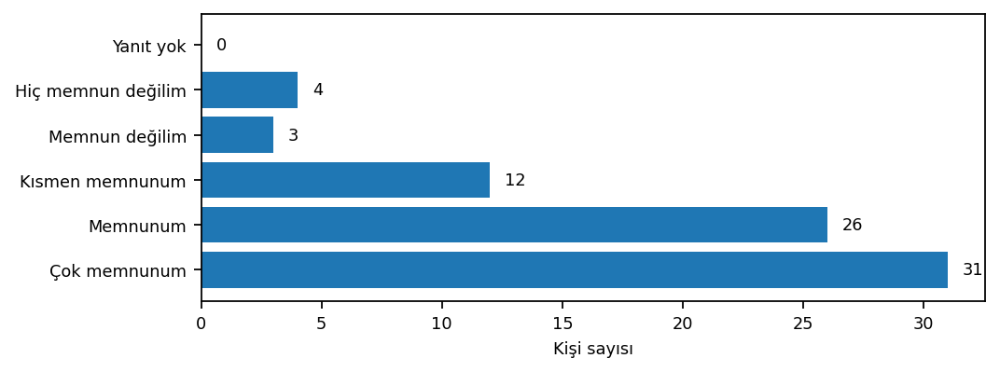 Yanıt yok 0
Hiç memnun değilim 4
Memnun değilim 3
Kısmen memnunum 12
Memnunum 26
Çok memnunum 31
0 5 10 15 20 25 30
Kişi sayısı